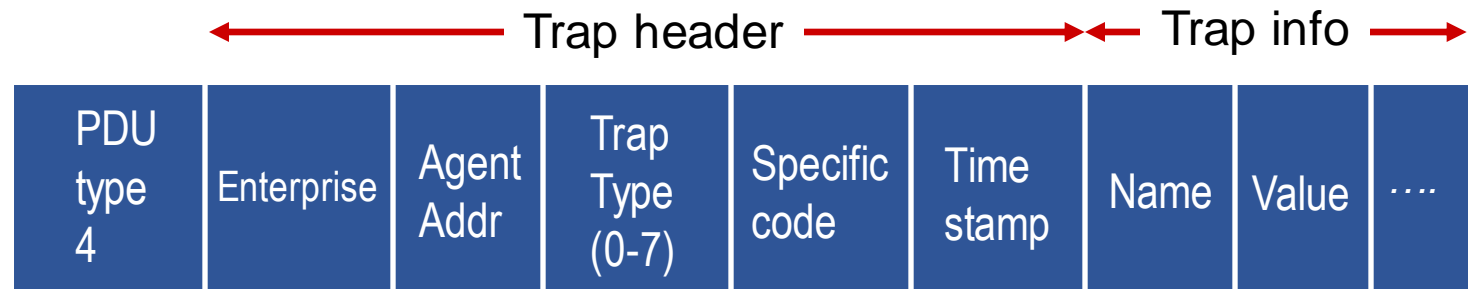 Trap header
Trap info
PDU
type
4
Enterprise
Agent
Addr
Trap
Type
(0-7)
Specific
code
Time
stamp
Name
Value
....